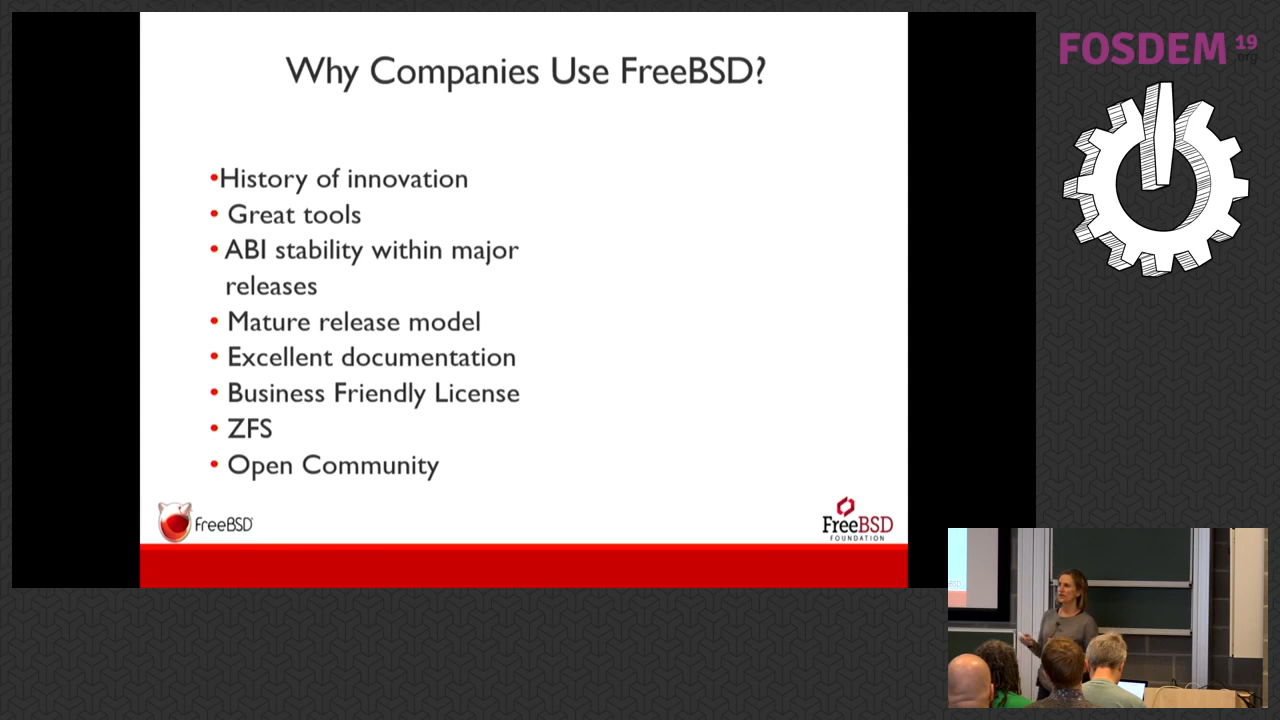 Why Companies Use FreeBSD?
•History of innovation
• Great tools
• ABI stability within major
releases
• Mature release model
• Excellent documentation
• Business Friendly License
• ZFS
• Open Community
FreeBSD
FreeBSD
FOUNDATION
FOSDEM 19
.org